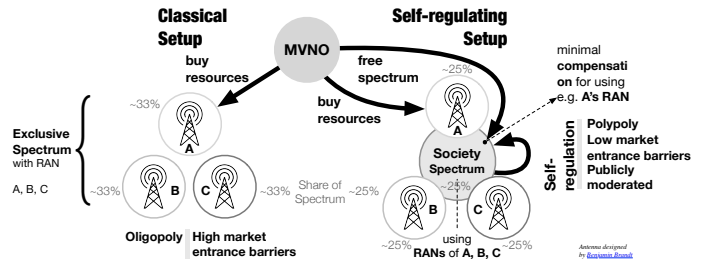 Classical
Setup
Self-regulating
Setup
MVNO
buy
resources
free
spectrum
buy
resources
~25%
minimal
compensati
on for using
e.g. A's RAN
~33%
A
A
Exclusive
Spectrum
with RAN
A, B, C
Society
Spectrum
Self-
regulation
Polypoly
Low market
entrance barriers
Publicly
moderated
~33%
B
C
~33%
Share of
Spectrum
~25%
~25%
B
C
Oligopoly
High market
entrance barriers
~25%
using
RANs of A, B, C
~25%
Antenna designed
by Benjamin Brandt